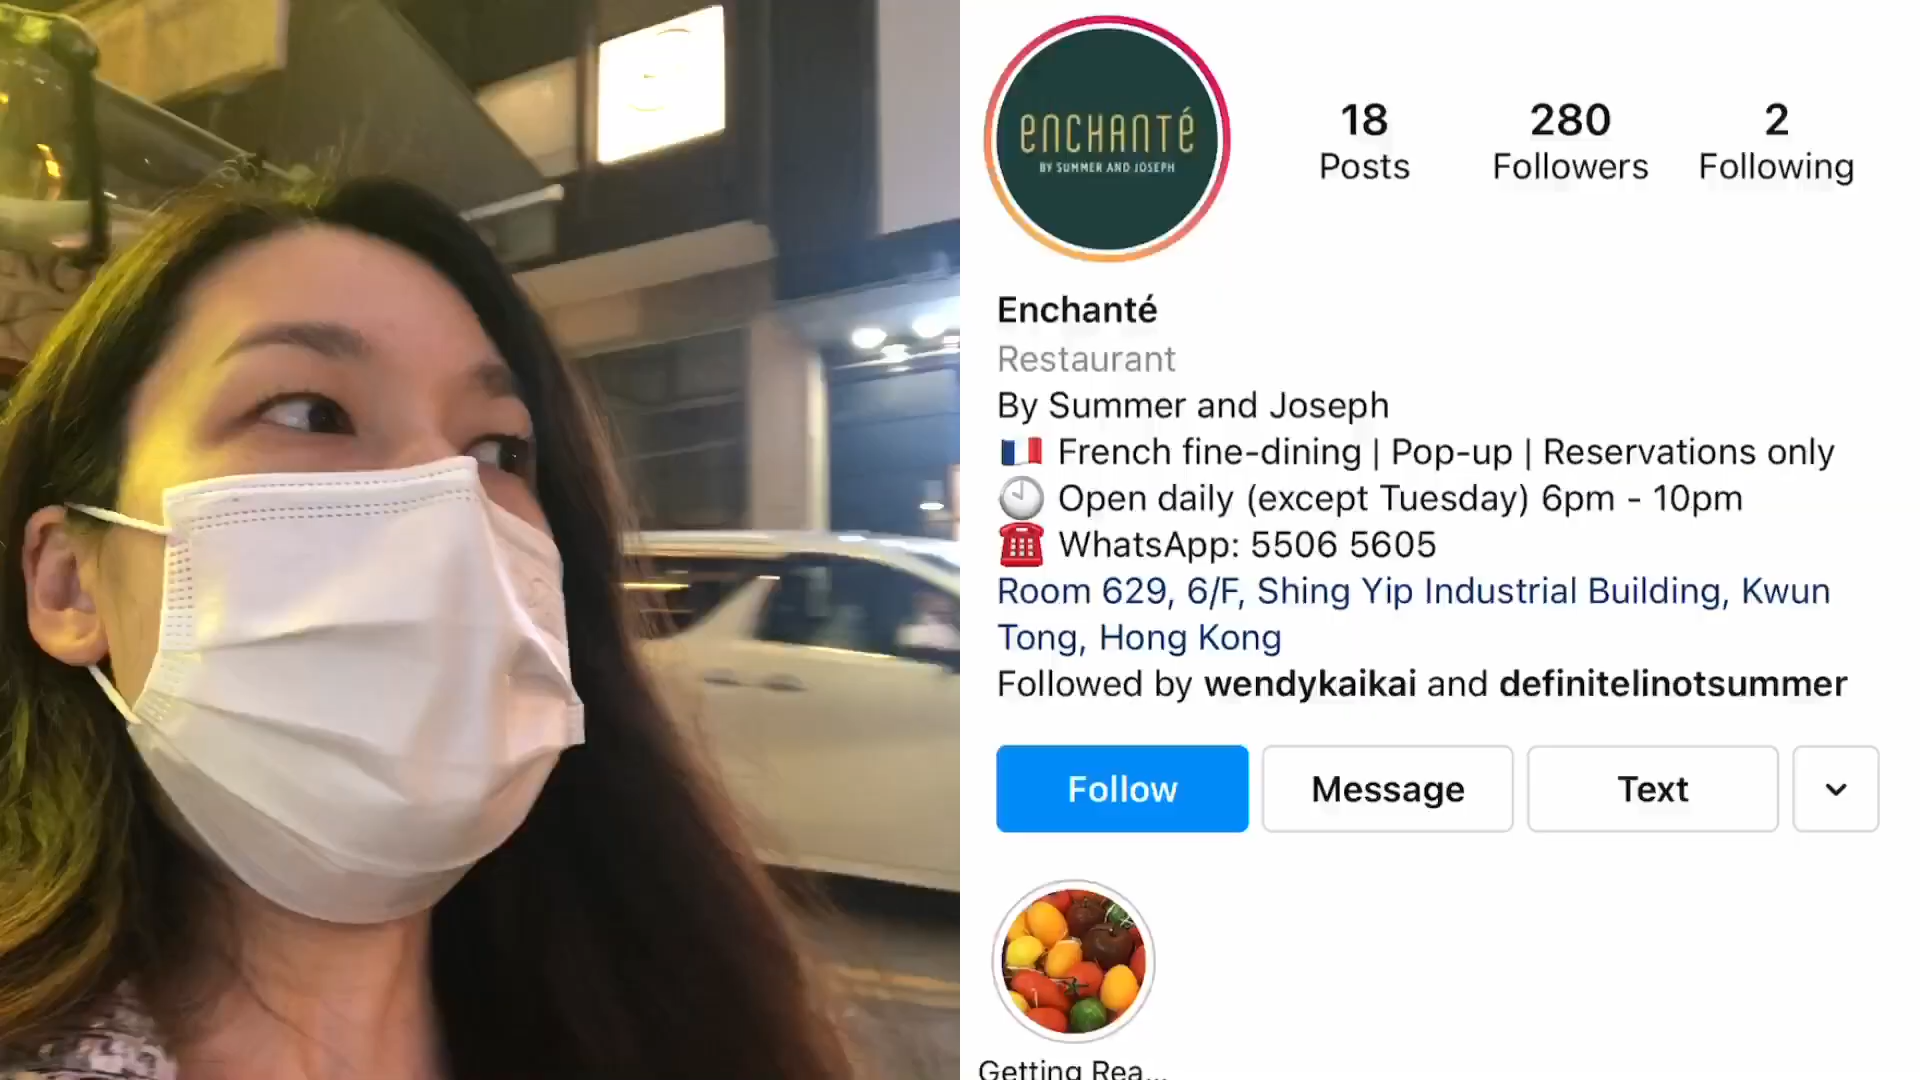 enchanté
BY SUMMER AND JOSEPH
18
Posts
280
Followers
2
Following
Enchanté
Restaurant
By Summer and Joseph
🇫🇷 French fine-dining | Pop-up | Reservations only
🕙 Open daily (except Tuesday) 6pm - 10pm
☎️ WhatsApp: 5506 5605
Room 629, 6/F, Shing Yip Industrial Building, Kwun
Tong, Hong Kong
Followed by wendykaikai and definitelinotsummer
Follow
Message
Text
Getting Rea...